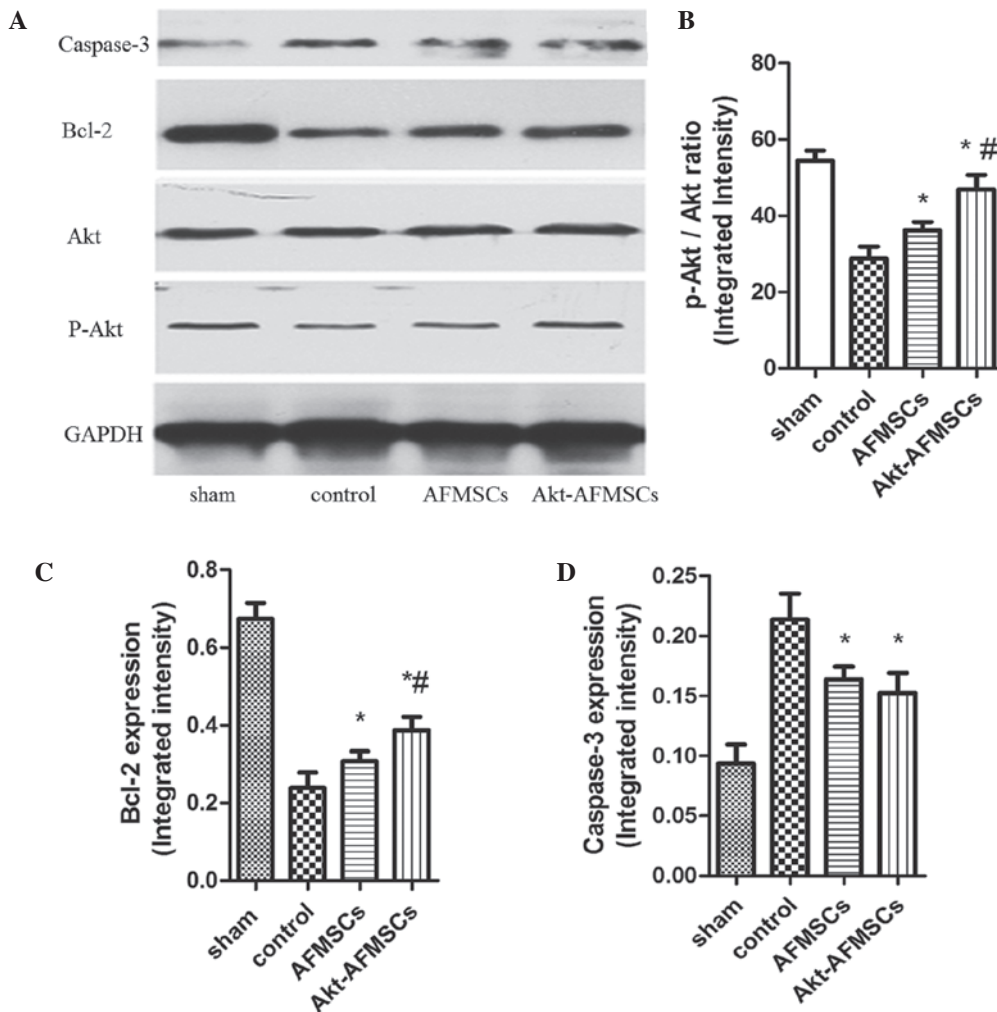 A
Caspase-3
Bcl-2
Akt
P-Akt
GAPDH
sham control AFMSCs Akt-AFMSCs
B
p-Akt / Akt ratio
(Integrated Intensity)
80
60
40
20
0
* *#
sham
control
AFMSCs
Akt-AFMSCs
C
Bcl-2 expression
(Integrated intensity)
0.8
0.6
0.4
0.2
0.0
* *#
sham
control
AFMSCs
Akt-AFMSCs
D
Caspase-3 expression
(Integrated intensity)
0.25
0.20
0.15
0.10
0.05
0.00
* *
sham
control
AFMSCs
Akt-AFMSCs